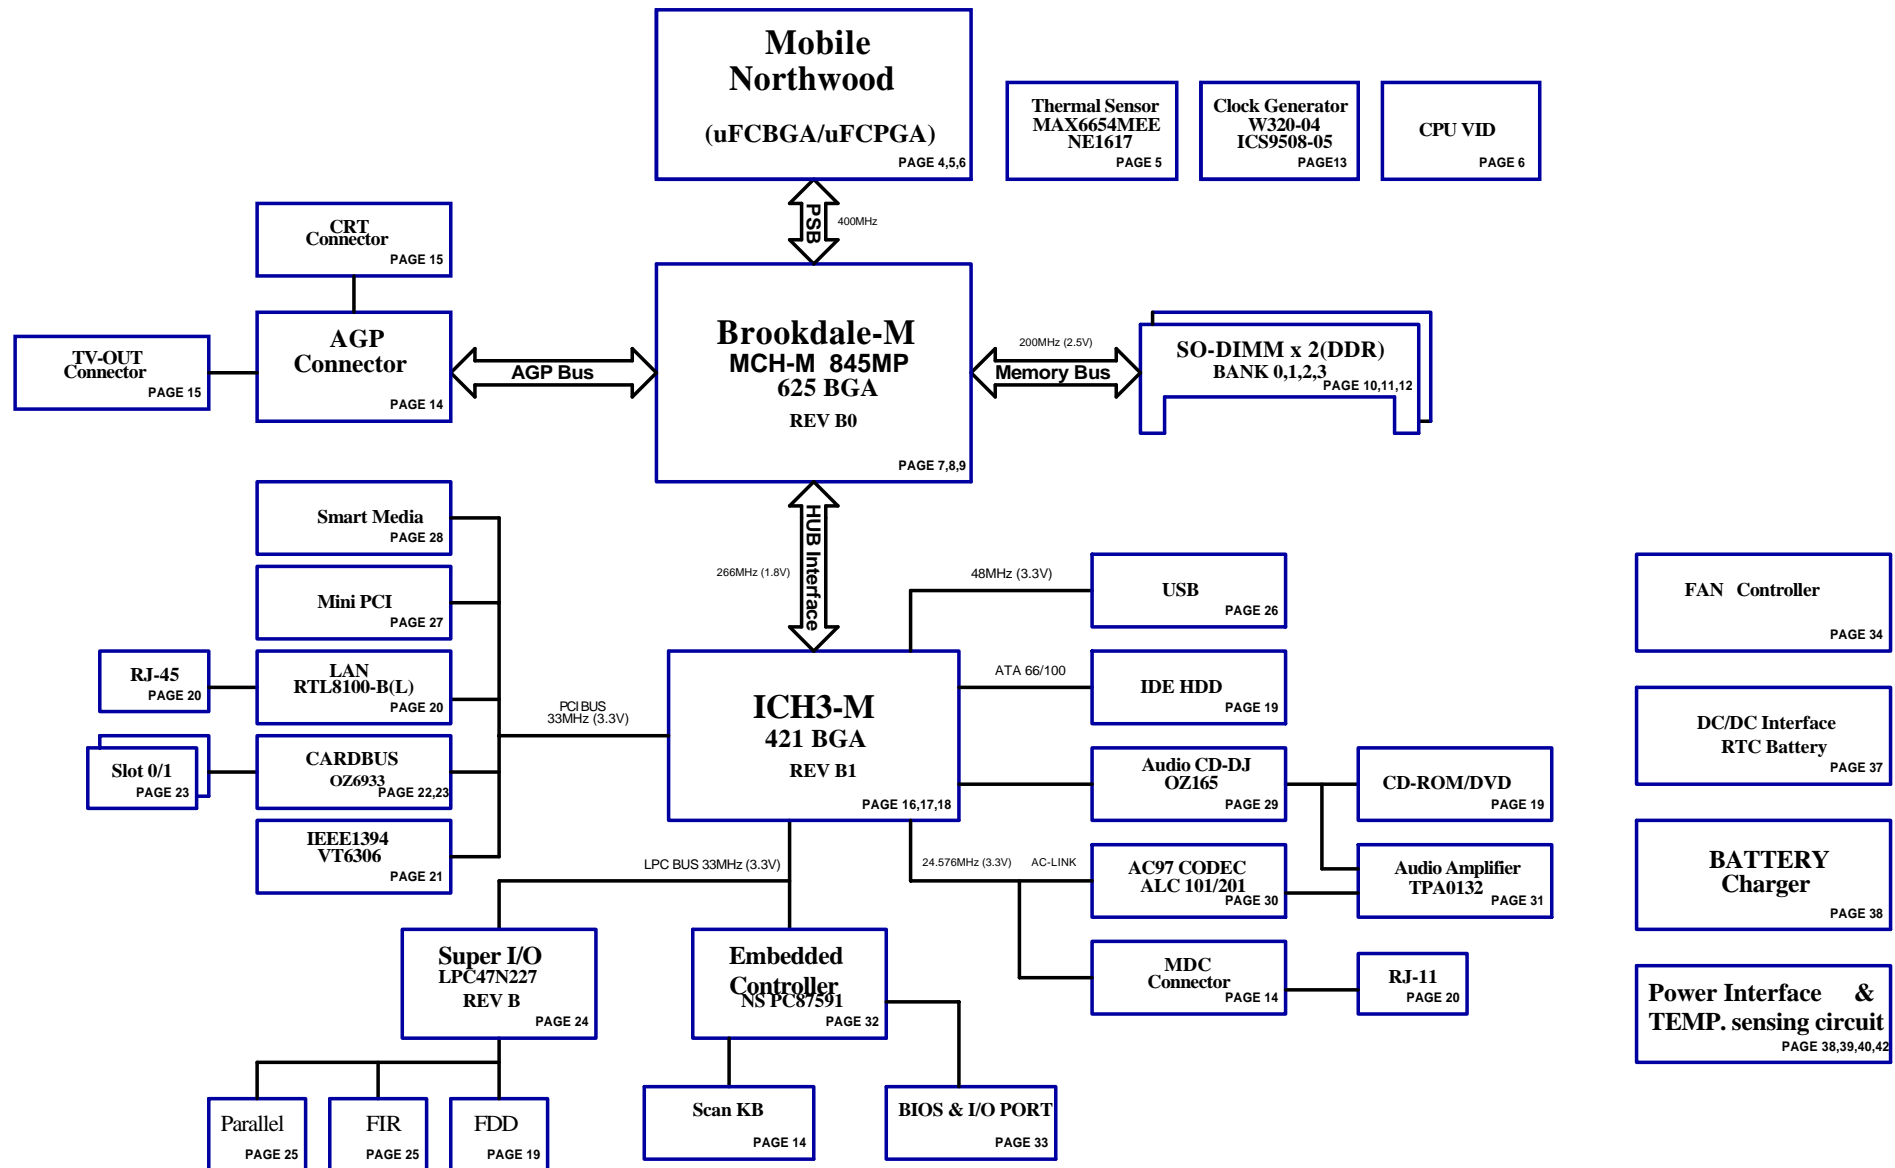 Mobile
Northwood
(uFCBGA/uFCPGA)
PAGE 4,5,6
Thermal Sensor
MAX6654MEE
NE1617
PAGE 5
Clock Generator
W320-04
ICS9508-05
PAGE13
CPU VID
PAGE 6
PSB
400MHz
CRT
Connector
PAGE 15
TV-OUT
Connector
PAGE 15
AGP
Connector
PAGE 14
AGP Bus
Brookdale-M
MCH-M 845MP
625 BGA
REV B0
PAGE 7,8,9
200MHz (2.5V)
Memory Bus
SO-DIMM x 2(DDR)
BANK 0,1,2,3
PAGE 10,11,12
HUB Interface
266MHz (1.8V)
Smart Media
PAGE 28
Mini PCI
PAGE 27
RJ-45
PAGE 20
LAN
RTL8100-B(L)
PAGE 20
Slot 0/1
PAGE 23
CARDBUS
OZ6933
PAGE 22,23
IEEE1394
VT6306
PAGE 21
PCI BUS
33MHz (3.3V)
ICH3-M
421 BGA
REV B1
PAGE 16,17,18
48MHz (3.3V)
USB
PAGE 26
ATA 66/100
IDE HDD
PAGE 19
Audio CD-DJ
OZ165
PAGE 29
CD-ROM/DVD
PAGE 19
24.576MHz (3.3V) AC-LINK
AC97 CODEC
ALC 101/201
PAGE 30
Audio Amplifier
TPA0132
PAGE 31
MDC
Connector
PAGE 14
RJ-11
PAGE 20
LPC BUS 33MHz (3.3V)
Super I/O
LPC47N227
REV B
PAGE 24
Embedded
Controller
NS PC87591
PAGE 32
Parallel
PAGE 25
FIR
PAGE 25
FDD
PAGE 19
Scan KB
PAGE 14
BIOS & I/O PORT
PAGE 33
FAN Controller
PAGE 34
DC/DC Interface
RTC Battery
PAGE 37
BATTERY
Charger
PAGE 38
Power Interface &
TEMP. sensing circuit
PAGE 38,39,40,42